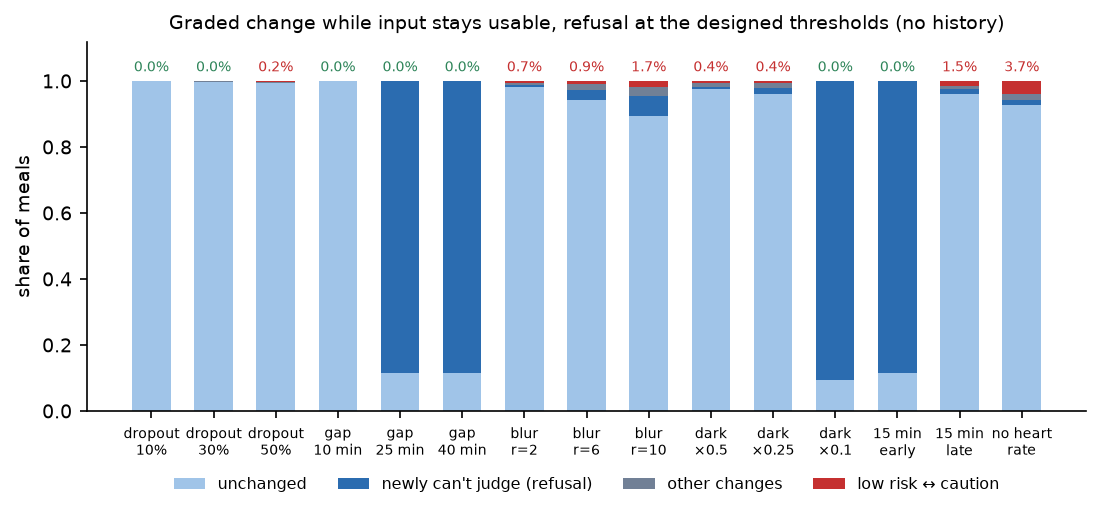 Graded change while input stays usable, refusal at the designed thresholds (no history)
0.0% 0.0% 0.2% 0.0% 0.0% 0.0% 0.7% 0.9% 1.7% 0.4% 0.4% 0.0% 0.0% 1.5% 3.7%
share of meals
1.0
0.8
0.6
0.4
0.2
0.0
dropout dropout dropout gap gap gap blur blur blur dark dark dark 15 min 15 min no heart
10% 30% 50% 10 min 25 min 40 min r=2 r=6 r=10 ×0.5 ×0.25 ×0.1 early late rate
unchanged newly can't judge (refusal) other changes low risk ↔ caution